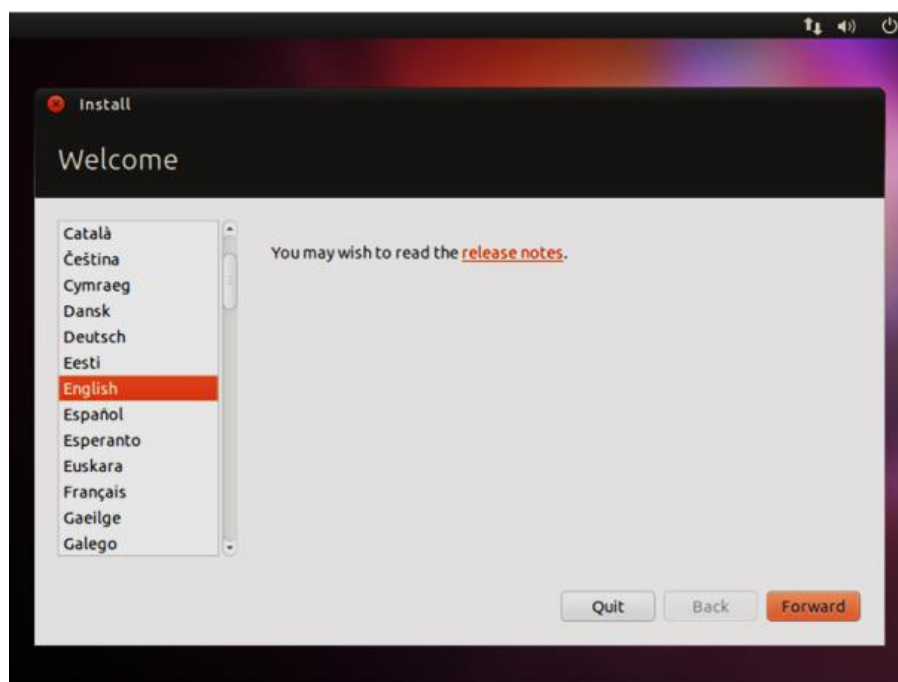 Install
Welcome
Català
Čeština
Cymraeg
Dansk
Deutsch
Eesti
English
Español
Esperanto
Euskara
Français
Gaeilge
Galego
You may wish to read the release notes.
Quit
Back
Forward